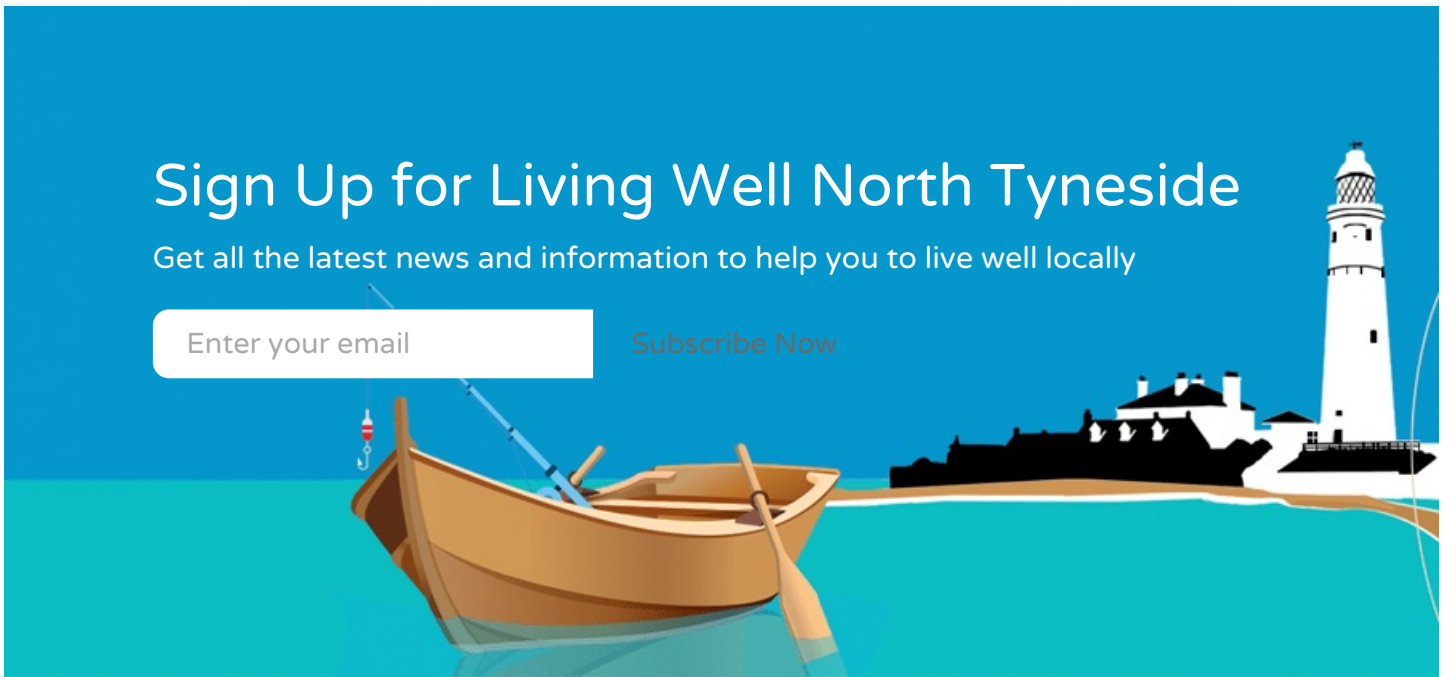 Sign Up for Living Well North Tyneside
Get all the latest news and information to help you to live well locally
Enter your email
Subscribe Now